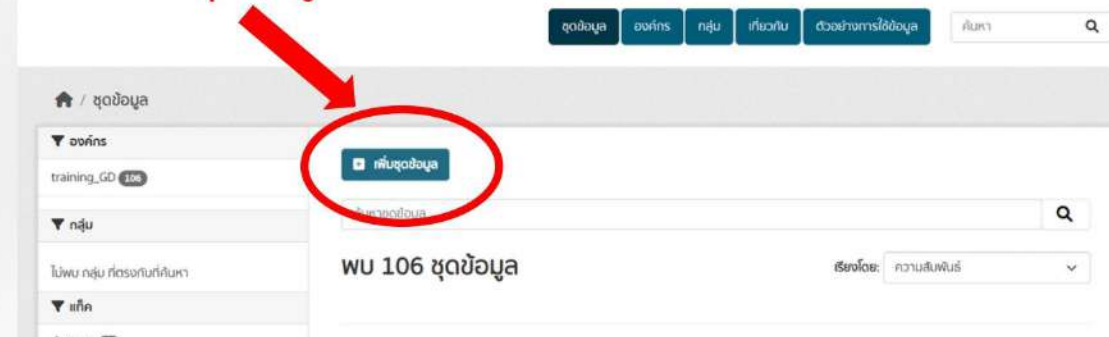 ชุดข้อมูล องค์กร กลุ่ม เกี่ยวกับ ตัวอย่างการใช้ข้อมูล ค้นหา
/ ชุดข้อมูล
องค์กร
training_GD 106
เพิ่มชุดข้อมูล
ค้นหาชุดข้อมูล
กลุ่ม
พบ 106 ชุดข้อมูล
เรียงโดย: ความสัมพันธ์
ไม่พบ กลุ่ม ที่ตรงกับที่ค้นหา
แท็ค